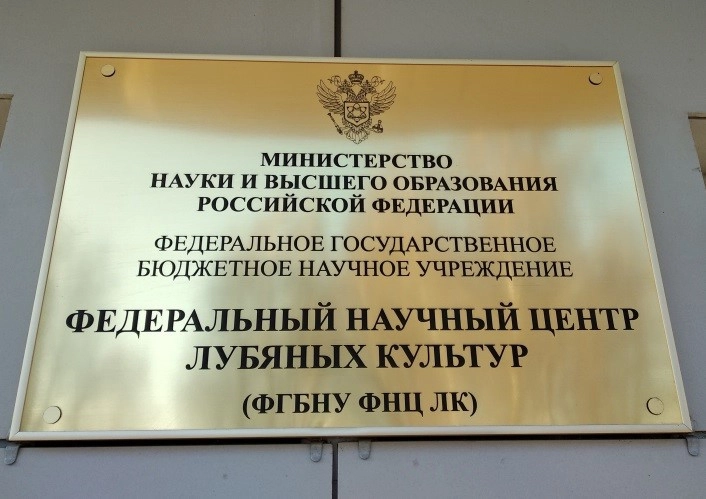 МИНИСТЕРСТВО
НАУКИ И ВЫСШЕГО ОБРАЗОВАНИЯ
РОССИЙСКОЙ ФЕДЕРАЦИИ
ФЕДЕРАЛЬНОЕ ГОСУДАРСТВЕННОЕ
БЮДЖЕТНОЕ НАУЧНОЕ УЧРЕЖДЕНИЕ
ФЕДЕРАЛЬНЫЙ НАУЧНЫЙ ЦЕНТР
ЛУБЯНЫХ КУЛЬТУР
(ФГБНУ ФНЦ ЛК)